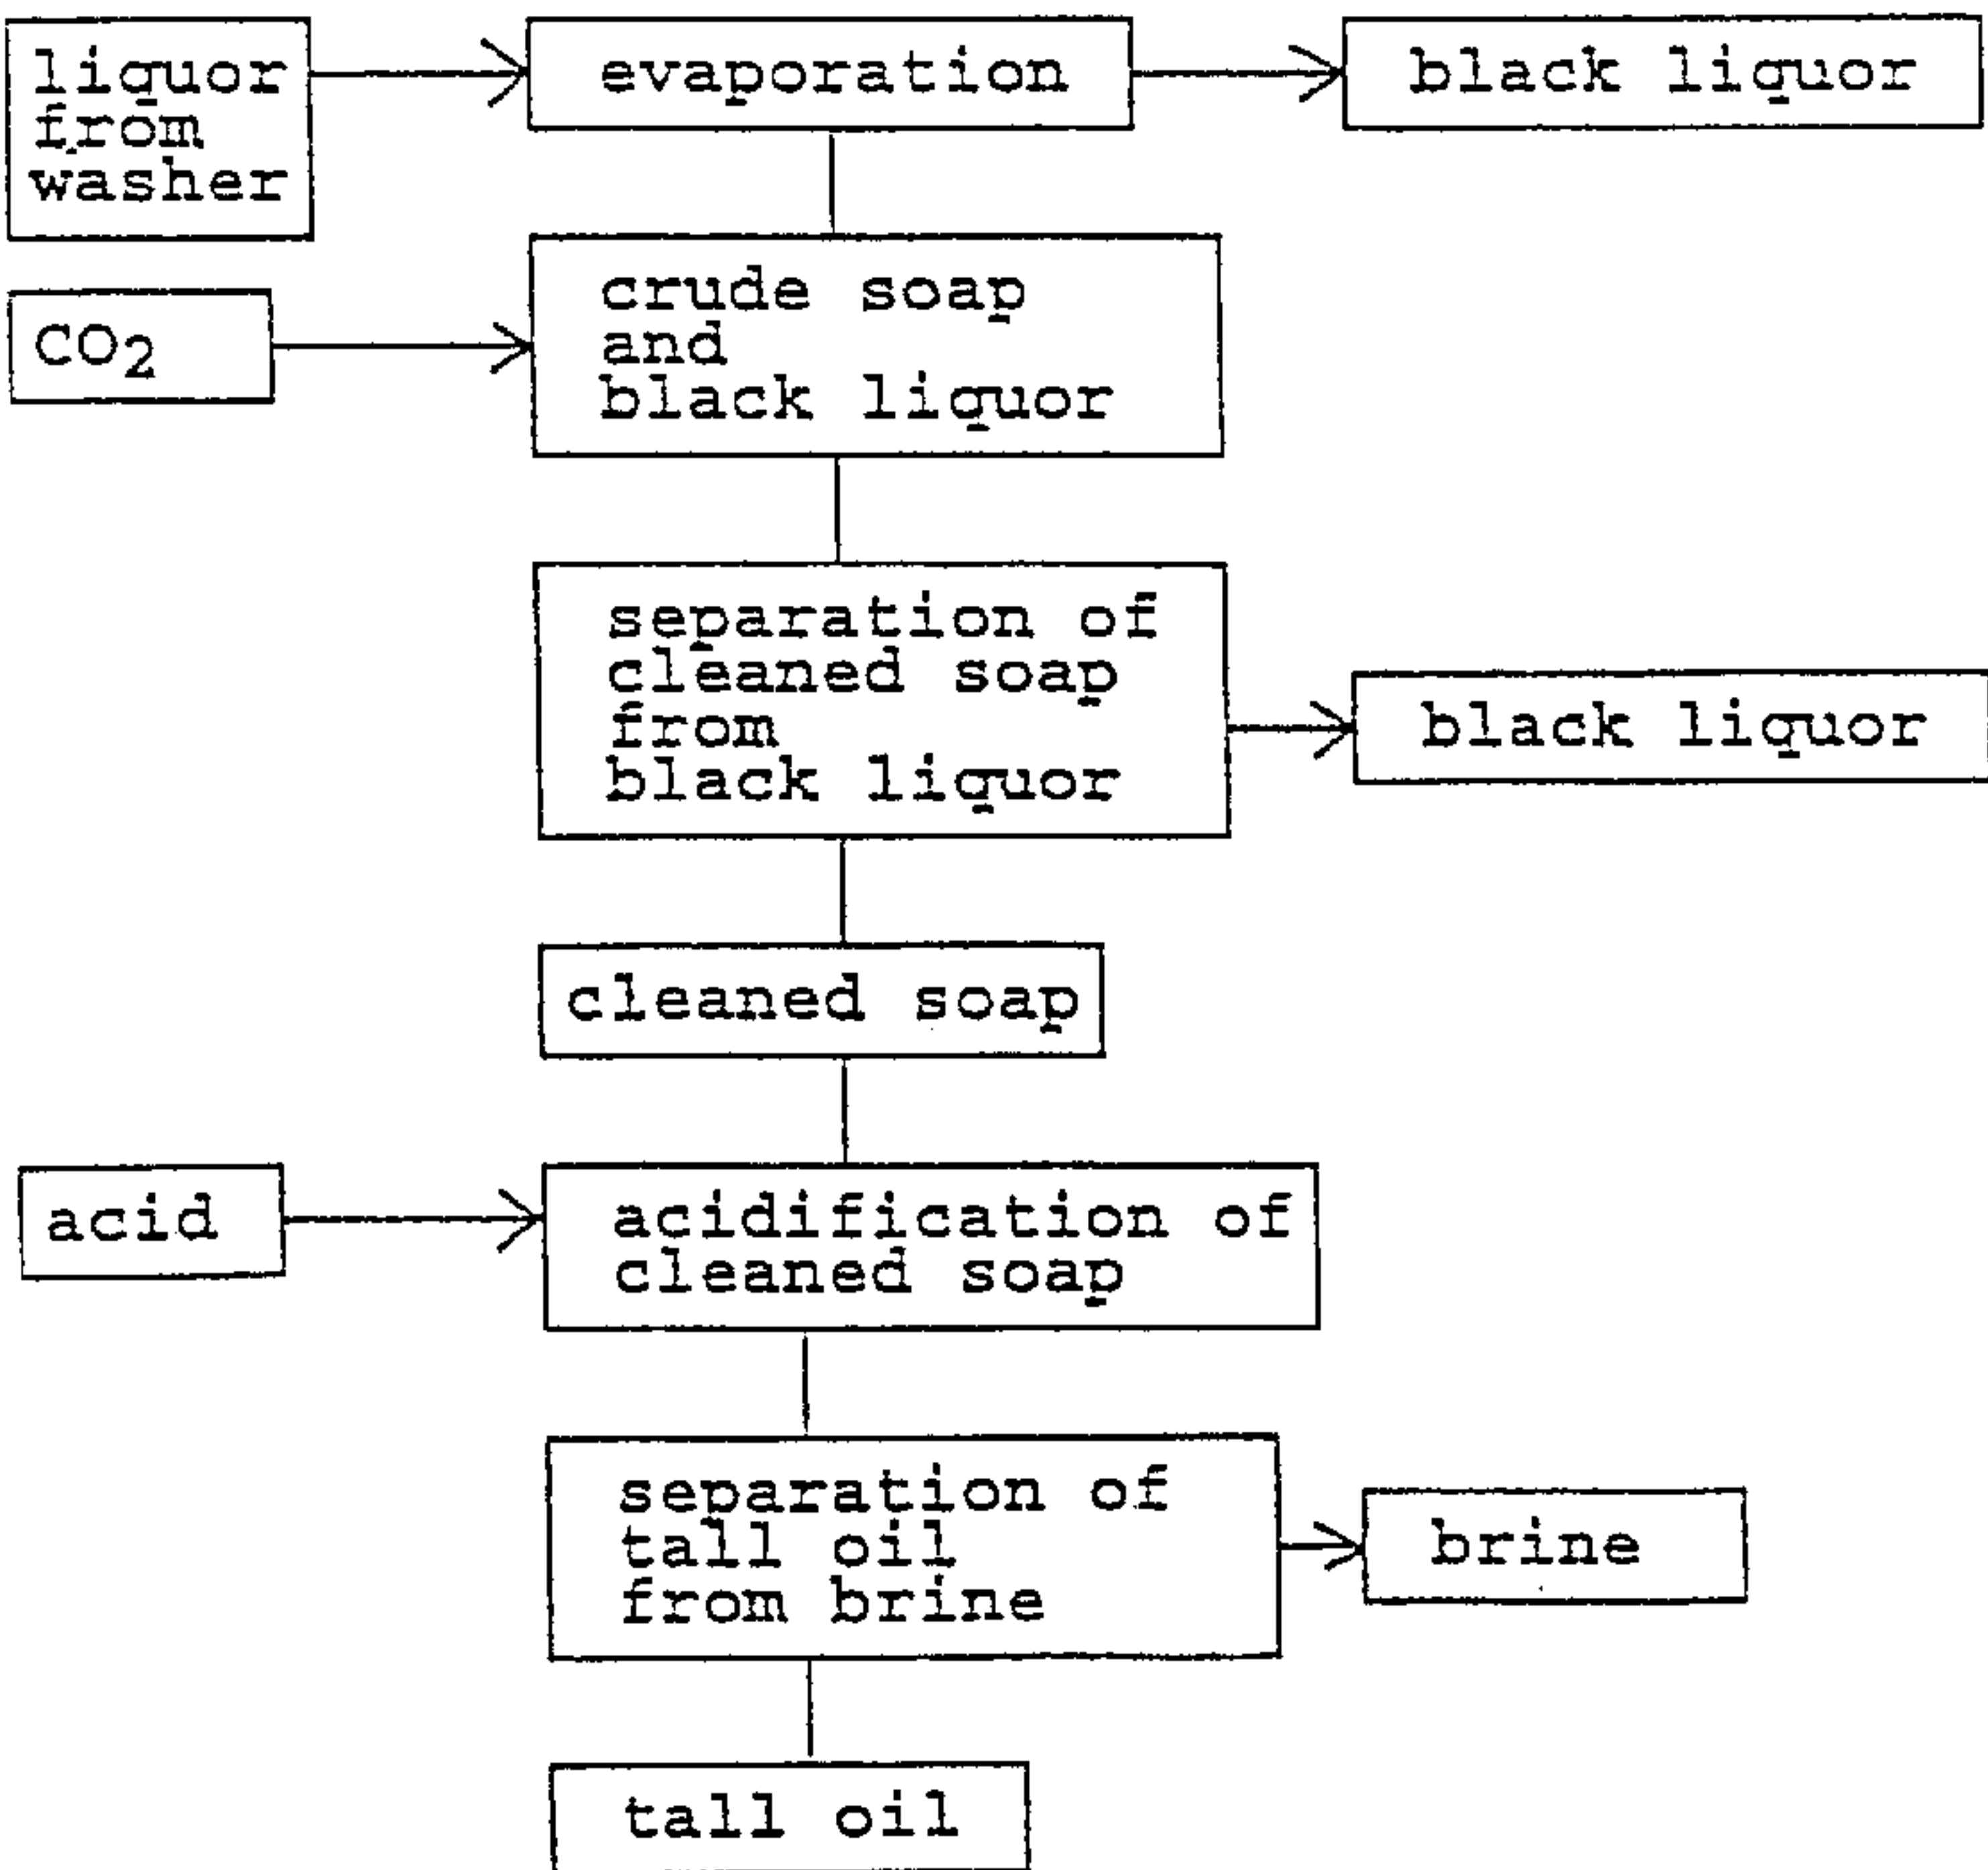 liquor
from
washer
evaporation
black liquor
CO2
crude soap
and
black liquor
separation of
cleaned soap
from
black liquor
black liquor
cleaned soap
acid
acidification of
cleaned soap
separation of
tall oil
from brine
brine
tall oil